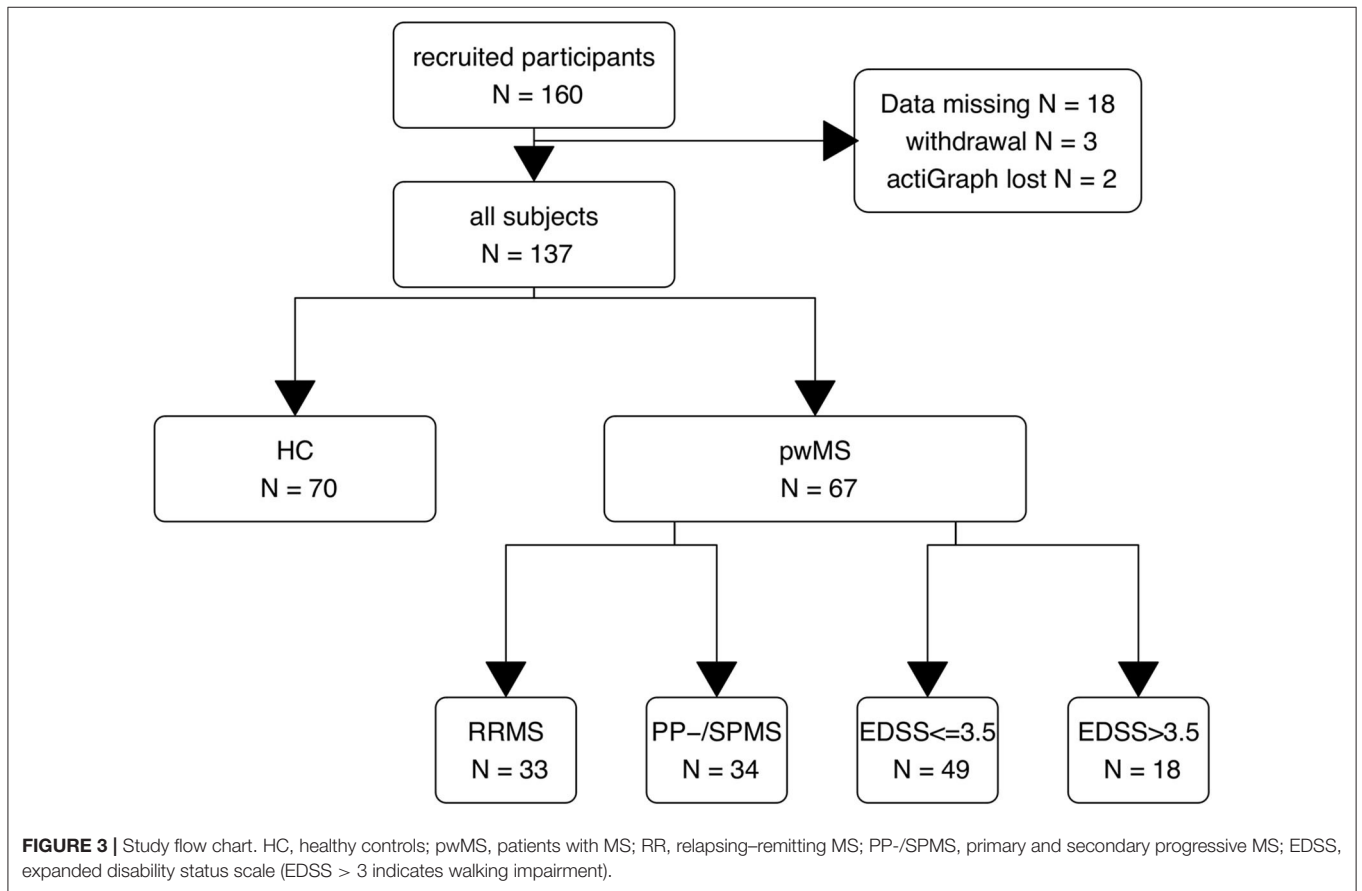 recruited participants
N = 160
Data missing N = 18
withdrawal N = 3
actiGraph lost N = 2
all subjects
N = 137
HC
N = 70
pwMS
N = 67
RRMS
N = 33
PP−/SPMS
N = 34
EDSS<=3.5
N = 49
EDSS>3.5
N = 18
FIGURE 3 | Study flow chart. HC, healthy controls; pwMS, patients with MS; RR, relapsing–remitting MS; PP-/SPMS, primary and secondary progressive MS; EDSS,
expanded disability status scale (EDSS > 3 indicates walking impairment).